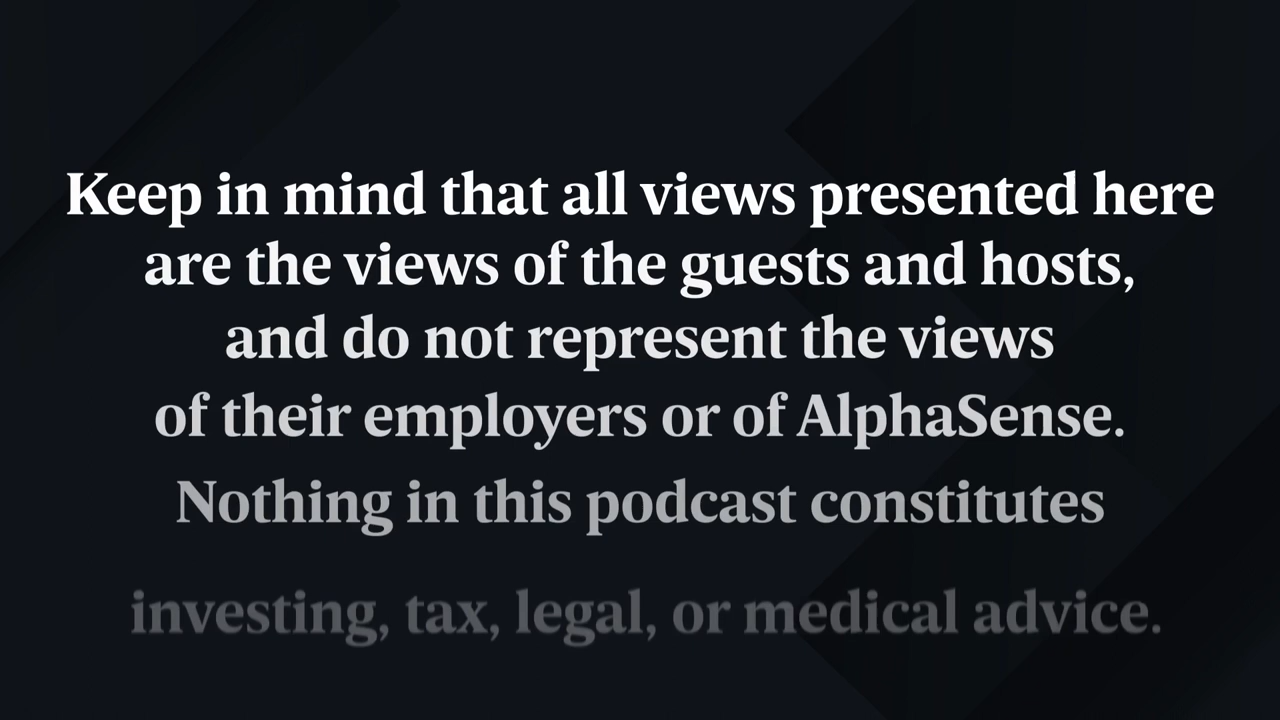 Keep in mind that all views presented here
are the views of the guests and hosts,
and do not represent the views
of their employers or of AlphaSense.
Nothing in this podcast constitutes
investing, tax, legal, or medical advice.